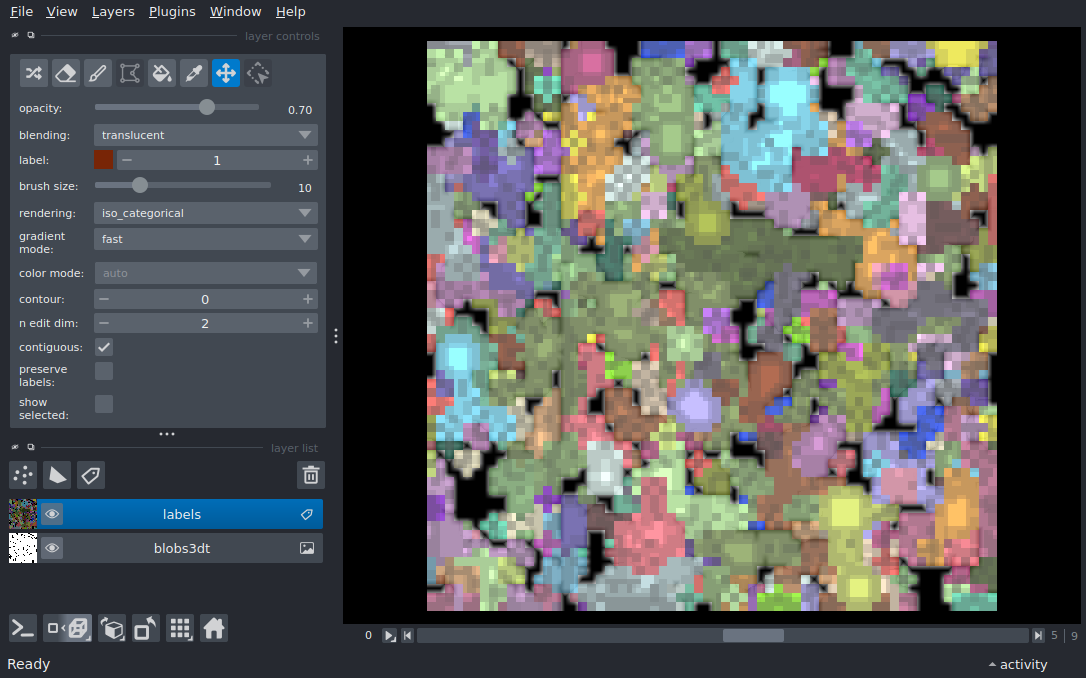 File View Layers Plugins Window Help
layer controls
opacity: 0.70
blending: translucent
label: 1
brush size: 10
rendering: iso_categorical
gradient
mode: fast
color mode: auto
contour: 0
n edit dim: 2
contiguous:
preserve
labels:
show
selected:
layer list
labels
blobs3dt
0 5 9
Ready activity